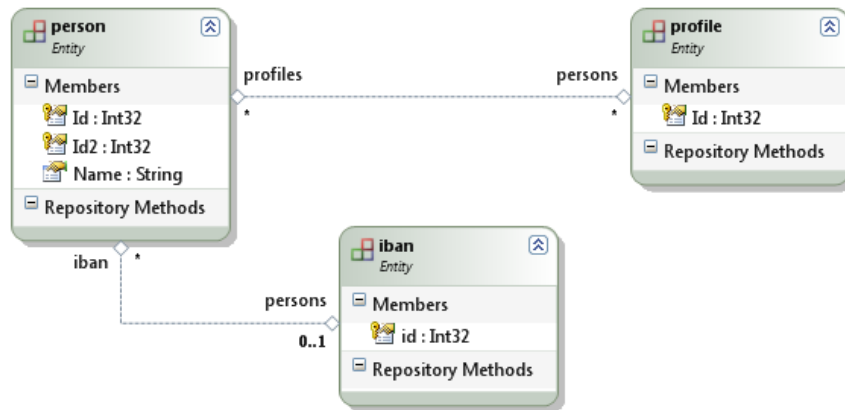 person
Entity
Members
Id : Int32
Id2 : Int32
Name : String
Repository Methods
profiles
*
persons
*
profile
Entity
Members
Id : Int32
Repository Methods
iban
*
persons
0..1
iban
Entity
Members
id : Int32
Repository Methods